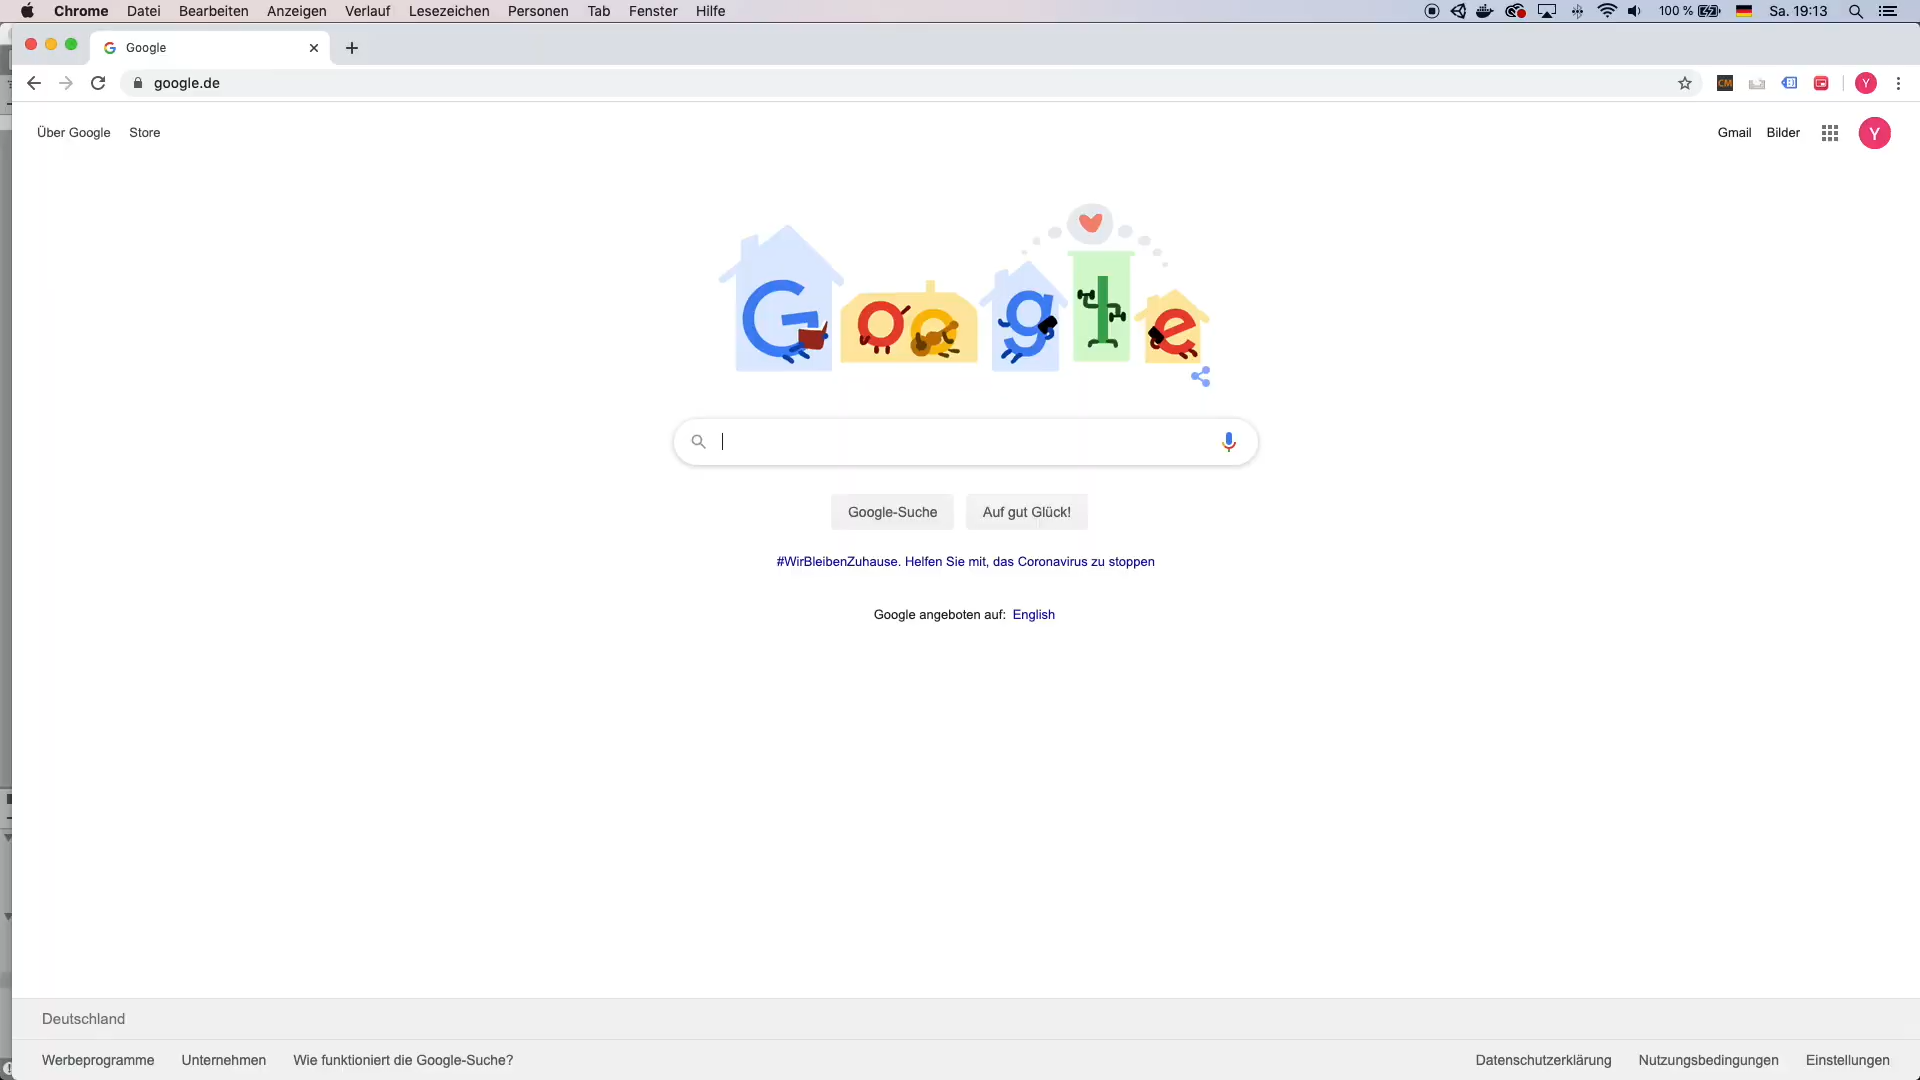 Chrome Datei Bearbeiten Anzeigen Verlauf Lesezeichen Personen Tab Fenster Hilfe 100 % Sa. 19:13
Google
google.de CM Y
Über Google Store Gmail Bilder Y
Google
Google-Suche Auf gut Glück!
#WirBleibenZuhause. Helfen Sie mit, das Coronavirus zu stoppen
Google angeboten auf: English
Deutschland
Werbeprogramme Unternehmen Wie funktioniert die Google-Suche? Datenschutzerklärung Nutzungsbedingungen Einstellungen